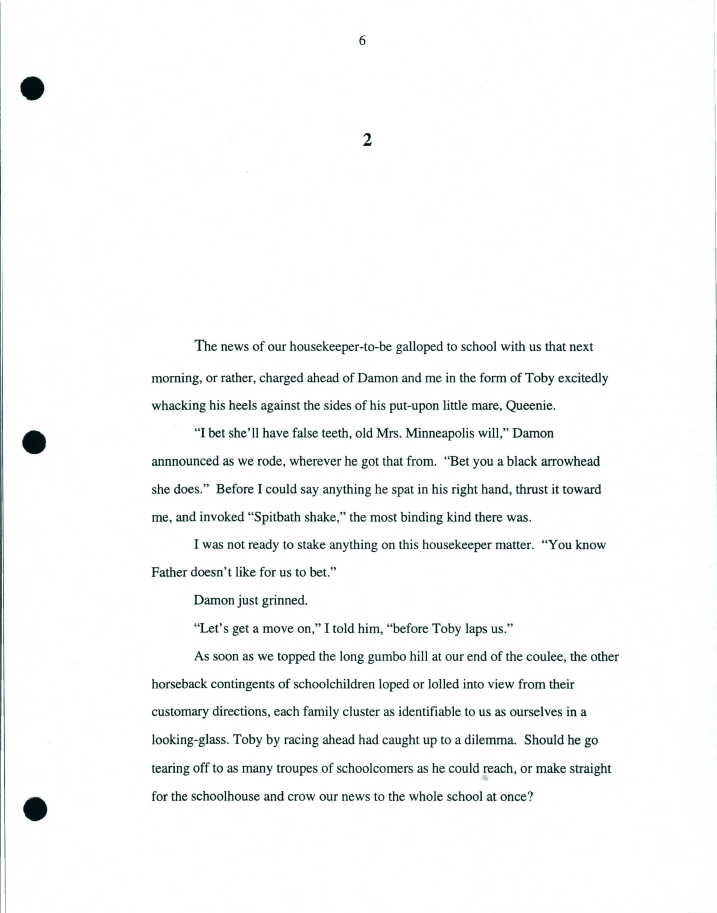 6
2
The news of our housekeeper-to-be galloped to school with us that next
morning, or rather, charged ahead of Damon and me in the form of Toby excitedly
whacking his heels against the sides of his put-upon little mare, Queenie.
“I bet she’ll have false teeth, old Mrs. Minneapolis will,” Damon
annnounced as we rode, wherever he got that from.  “Bet you a black arrowhead
she does.”  Before I could say anything he spat in his right hand, thrust it toward
me, and invoked “Spitbath shake,” the most binding kind there was.
I was not ready to stake anything on this housekeeper matter.  “You know
Father doesn’t like for us to bet.”
Damon just grinned.
“Let’s get a move on,” I told him, “before Toby laps us.”
As soon as we topped the long gumbo hill at our end of the coulee, the other
horseback contingents of schoolchildren loped or lolled into view from their
customary directions, each family cluster as identifiable to us as ourselves in a
looking-glass. Toby by racing ahead had caught up to a dilemma.  Should he go
tearing off to as many troupes of schoolcomers as he could reach, or make straight
for the schoolhouse and crow our news to the whole school at once?